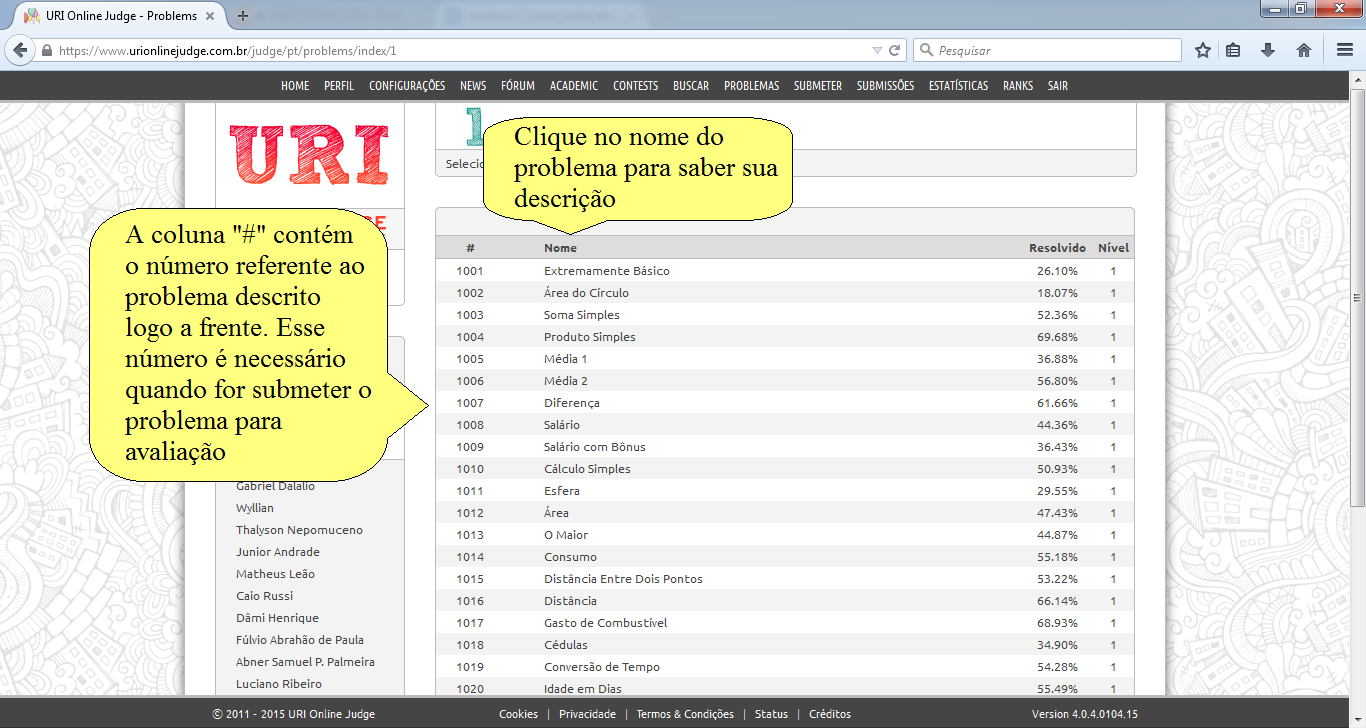 URI Online Judge - Problems
https://www.urionlinejudge.com.br/judge/pt/problems/index/1
Pesquisar
HOME PERFIL CONFIGURAÇÕES NEWS FÓRUM ACADEMIC CONTESTS BUSCAR PROBLEMAS SUBMETER SUBMISSÕES ESTATÍSTICAS RANKS SAIR
URI
Clique no nome do
problema para saber sua
descrição
A coluna "#" contém
o número referente ao
problema descrito
logo a frente. Esse
número é necessário
quando for submeter o
problema para
avaliação
# Nome Resolvido Nível
1001 Extremamente Básico 26.10% 1
1002 Área do Círculo 18.07% 1
1003 Soma Simples 52.36% 1
1004 Produto Simples 69.68% 1
1005 Média 1 36.88% 1
1006 Média 2 56.80% 1
1007 Diferença 61.66% 1
1008 Salário 44.36% 1
1009 Salário com Bônus 36.43% 1
1010 Cálculo Simples 50.93% 1
1011 Esfera 29.55% 1
1012 Área 47.43% 1
1013 O Maior 44.87% 1
1014 Consumo 55.18% 1
1015 Distância Entre Dois Pontos 53.22% 1
1016 Distância 66.14% 1
1017 Gasto de Combustível 68.93% 1
1018 Cédulas 34.90% 1
1019 Conversão de Tempo 54.28% 1
1020 Idade em Dias 55.49% 1
Gabriel Dalalio
Wyllian
Thalyson Nepomuceno
Junior Andrade
Matheus Leão
Caio Russi
Dâmi Henrique
Fúlvio Abrahão de Paula
Abner Samuel P. Palmeira
Luciano Ribeiro
© 2011 - 2015 URI Online Judge Cookies | Privacidade | Termos & Condições | Status | Créditos Version 4.0.4.0104.15